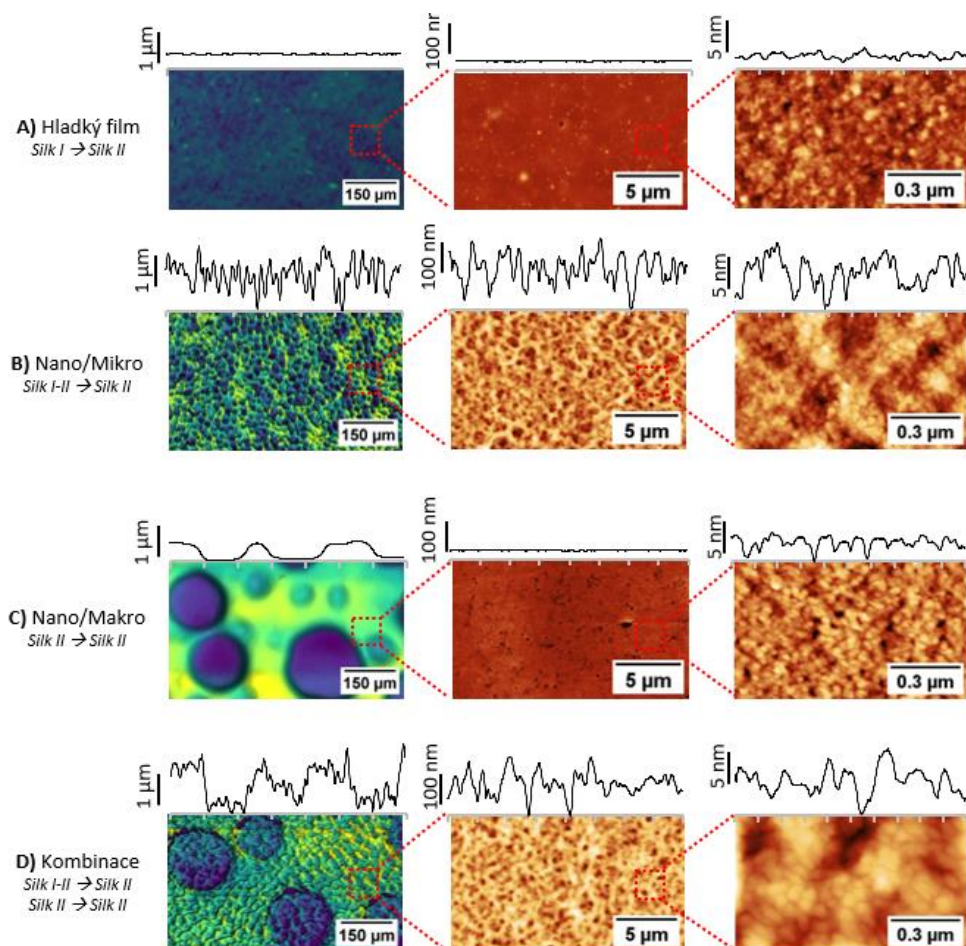 1 µm
100 nr
5 nm
A) Hladký film
Silk I → Silk II
150 µm
5 µm
0.3 µm
1 µm
100 nm
5 nm
B) Nano/Mikro
Silk I-II → Silk II
150 µm
5 µm
0.3 µm
1 µm
100 nm
5 nm
C) Nano/Makro
Silk II → Silk II
150 µm
5 µm
0.3 µm
1 µm
100 nm
5 nm
D) Kombinace
Silk I-II → Silk II
Silk II → Silk II
150 µm
5 µm
0.3 µm